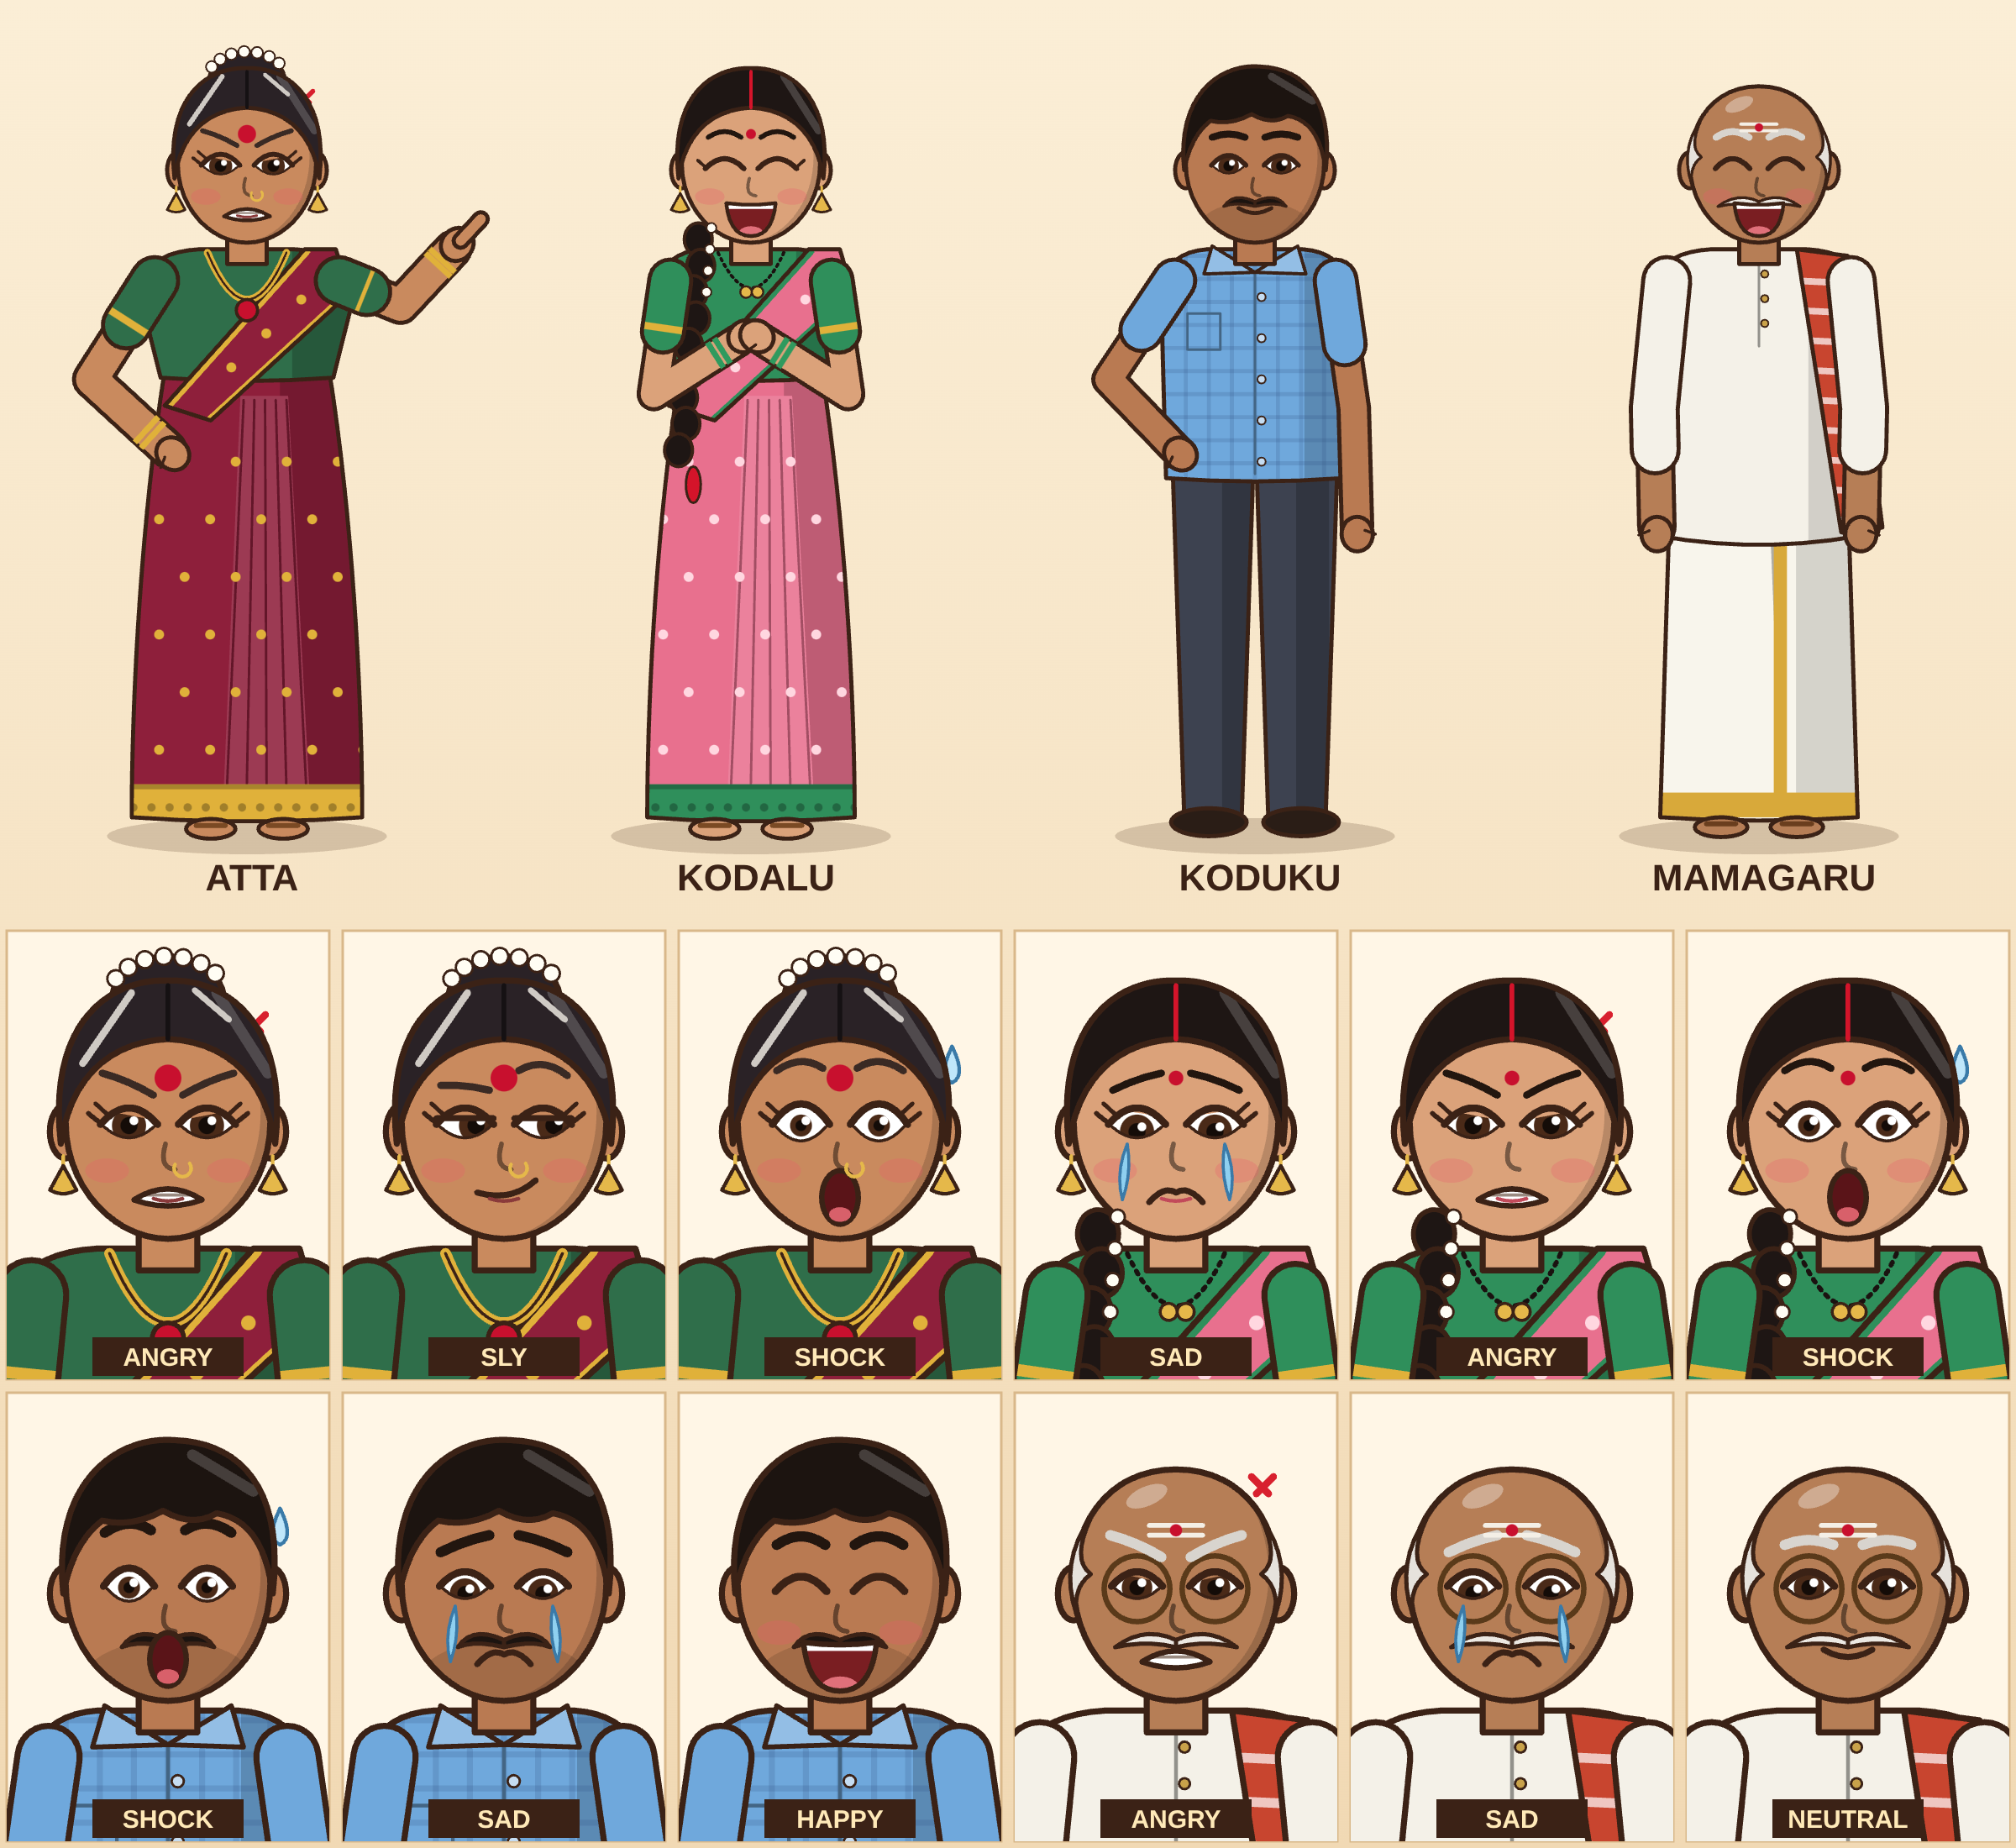 ATTA
KODALU
KODUKU
MAMAGARU
ANGRY
SLY
SHOCK
SAD
ANGRY
SHOCK
SHOCK
SAD
HAPPY
ANGRY
SAD
NEUTRAL